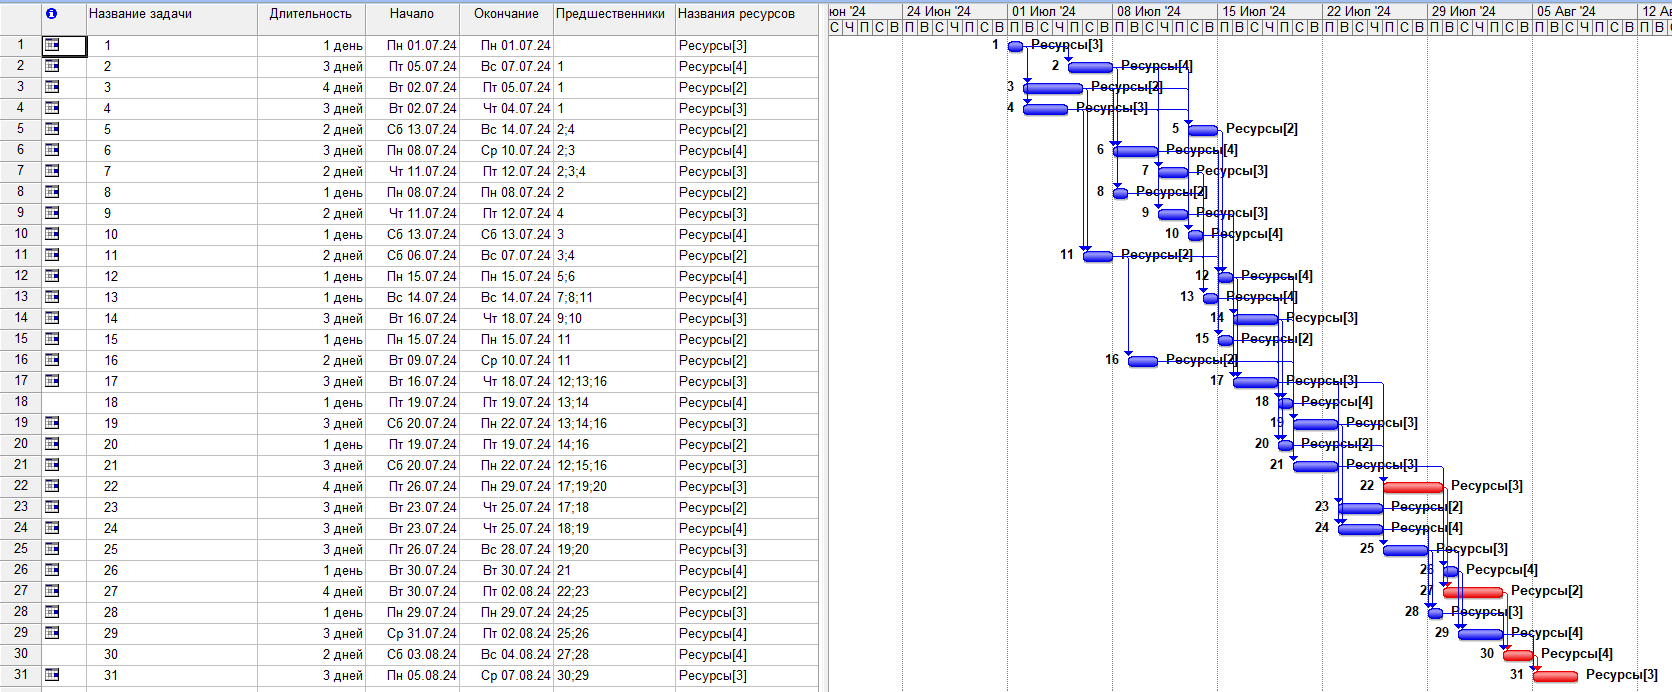 Название задачи Длительность Начало Окончание Предшественники Названия ресурсов
1 1 1 день Пн 01.07.24 Пн 01.07.24 Ресурсы[3]
2 2 3 дней Пт 05.07.24 Вс 07.07.24 1 Ресурсы[4]
3 3 4 дней Вт 02.07.24 Пт 05.07.24 1 Ресурсы[2]
4 4 3 дней Вт 02.07.24 Чт 04.07.24 1 Ресурсы[3]
5 5 2 дней Сб 13.07.24 Вс 14.07.24 2;4 Ресурсы[2]
6 6 3 дней Пн 08.07.24 Ср 10.07.24 2;3 Ресурсы[4]
7 7 2 дней Чт 11.07.24 Пт 12.07.24 2;3;4 Ресурсы[3]
8 8 1 день Пн 08.07.24 Пн 08.07.24 2 Ресурсы[2]
9 9 2 дней Чт 11.07.24 Пт 12.07.24 4 Ресурсы[3]
10 10 1 день Сб 13.07.24 Сб 13.07.24 3 Ресурсы[4]
11 11 2 дней Сб 06.07.24 Вс 07.07.24 3;4 Ресурсы[2]
12 12 1 день Пн 15.07.24 Пн 15.07.24 5;6 Ресурсы[4]
13 13 1 день Вс 14.07.24 Вс 14.07.24 7;8;11 Ресурсы[4]
14 14 3 дней Вт 16.07.24 Чт 18.07.24 9;10 Ресурсы[3]
15 15 1 день Пн 15.07.24 Пн 15.07.24 11 Ресурсы[2]
16 16 2 дней Вт 09.07.24 Ср 10.07.24 11 Ресурсы[2]
17 17 3 дней Вт 16.07.24 Чт 18.07.24 12;13;16 Ресурсы[3]
18 18 1 день Пт 19.07.24 Пт 19.07.24 13;14 Ресурсы[4]
19 19 3 дней Сб 20.07.24 Пн 22.07.24 13;14;16 Ресурсы[3]
20 20 1 день Пт 19.07.24 Пт 19.07.24 14;16 Ресурсы[2]
21 21 3 дней Сб 20.07.24 Пн 22.07.24 12;15;16 Ресурсы[3]
22 22 4 дней Пт 26.07.24 Пн 29.07.24 17;19;20 Ресурсы[3]
23 23 3 дней Вт 23.07.24 Чт 25.07.24 17;18 Ресурсы[2]
24 24 3 дней Вт 23.07.24 Чт 25.07.24 18;19 Ресурсы[4]
25 25 3 дней Пт 26.07.24 Вс 28.07.24 19;20 Ресурсы[3]
26 26 1 день Вт 30.07.24 Вт 30.07.24 21 Ресурсы[4]
27 27 4 дней Вт 30.07.24 Пт 02.08.24 22;23 Ресурсы[2]
28 28 1 день Пн 29.07.24 Пн 29.07.24 24;25 Ресурсы[3]
29 29 3 дней Ср 31.07.24 Пт 02.08.24 25;26 Ресурсы[4]
30 30 2 дней Сб 03.08.24 Вс 04.08.24 27;28 Ресурсы[4]
31 31 3 дней Пн 05.08.24 Ср 07.08.24 30;29 Ресурсы[3]
юн '24 24 Июн '24 01 Июл '24 08 Июл '24 15 Июл '24 22 Июл '24 29 Июл '24 05 Авг '24 12 Ав
С Ч П С В П В С Ч П С В П В С Ч П С В П В С Ч П С В П В С Ч П С В П В С Ч П С В П В С Ч П С В П В С Ч П С В П В С
1 Ресурсы[3]
2 Ресурсы[4]
3 Ресурсы[2]
4 Ресурсы[3]
5 Ресурсы[2]
6 Ресурсы[4]
7 Ресурсы[3]
8 Ресурсы[2]
9 Ресурсы[3]
10 Ресурсы[4]
11 Ресурсы[2]
12 Ресурсы[4]
13 Ресурсы[4]
14 Ресурсы[3]
15 Ресурсы[2]
16 Ресурсы[2]
17 Ресурсы[3]
18 Ресурсы[4]
19 Ресурсы[3]
20 Ресурсы[2]
21 Ресурсы[3]
22 Ресурсы[3]
23 Ресурсы[2]
24 Ресурсы[4]
25 Ресурсы[3]
26 Ресурсы[4]
27 Ресурсы[2]
28 Ресурсы[3]
29 Ресурсы[4]
30 Ресурсы[4]
31 Ресурсы[3]